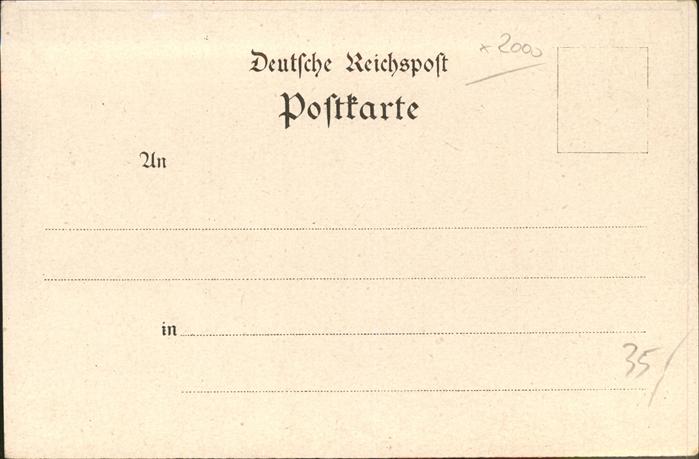 x 2000
Deutsche Reichspost
Postkarte
An
in
35/